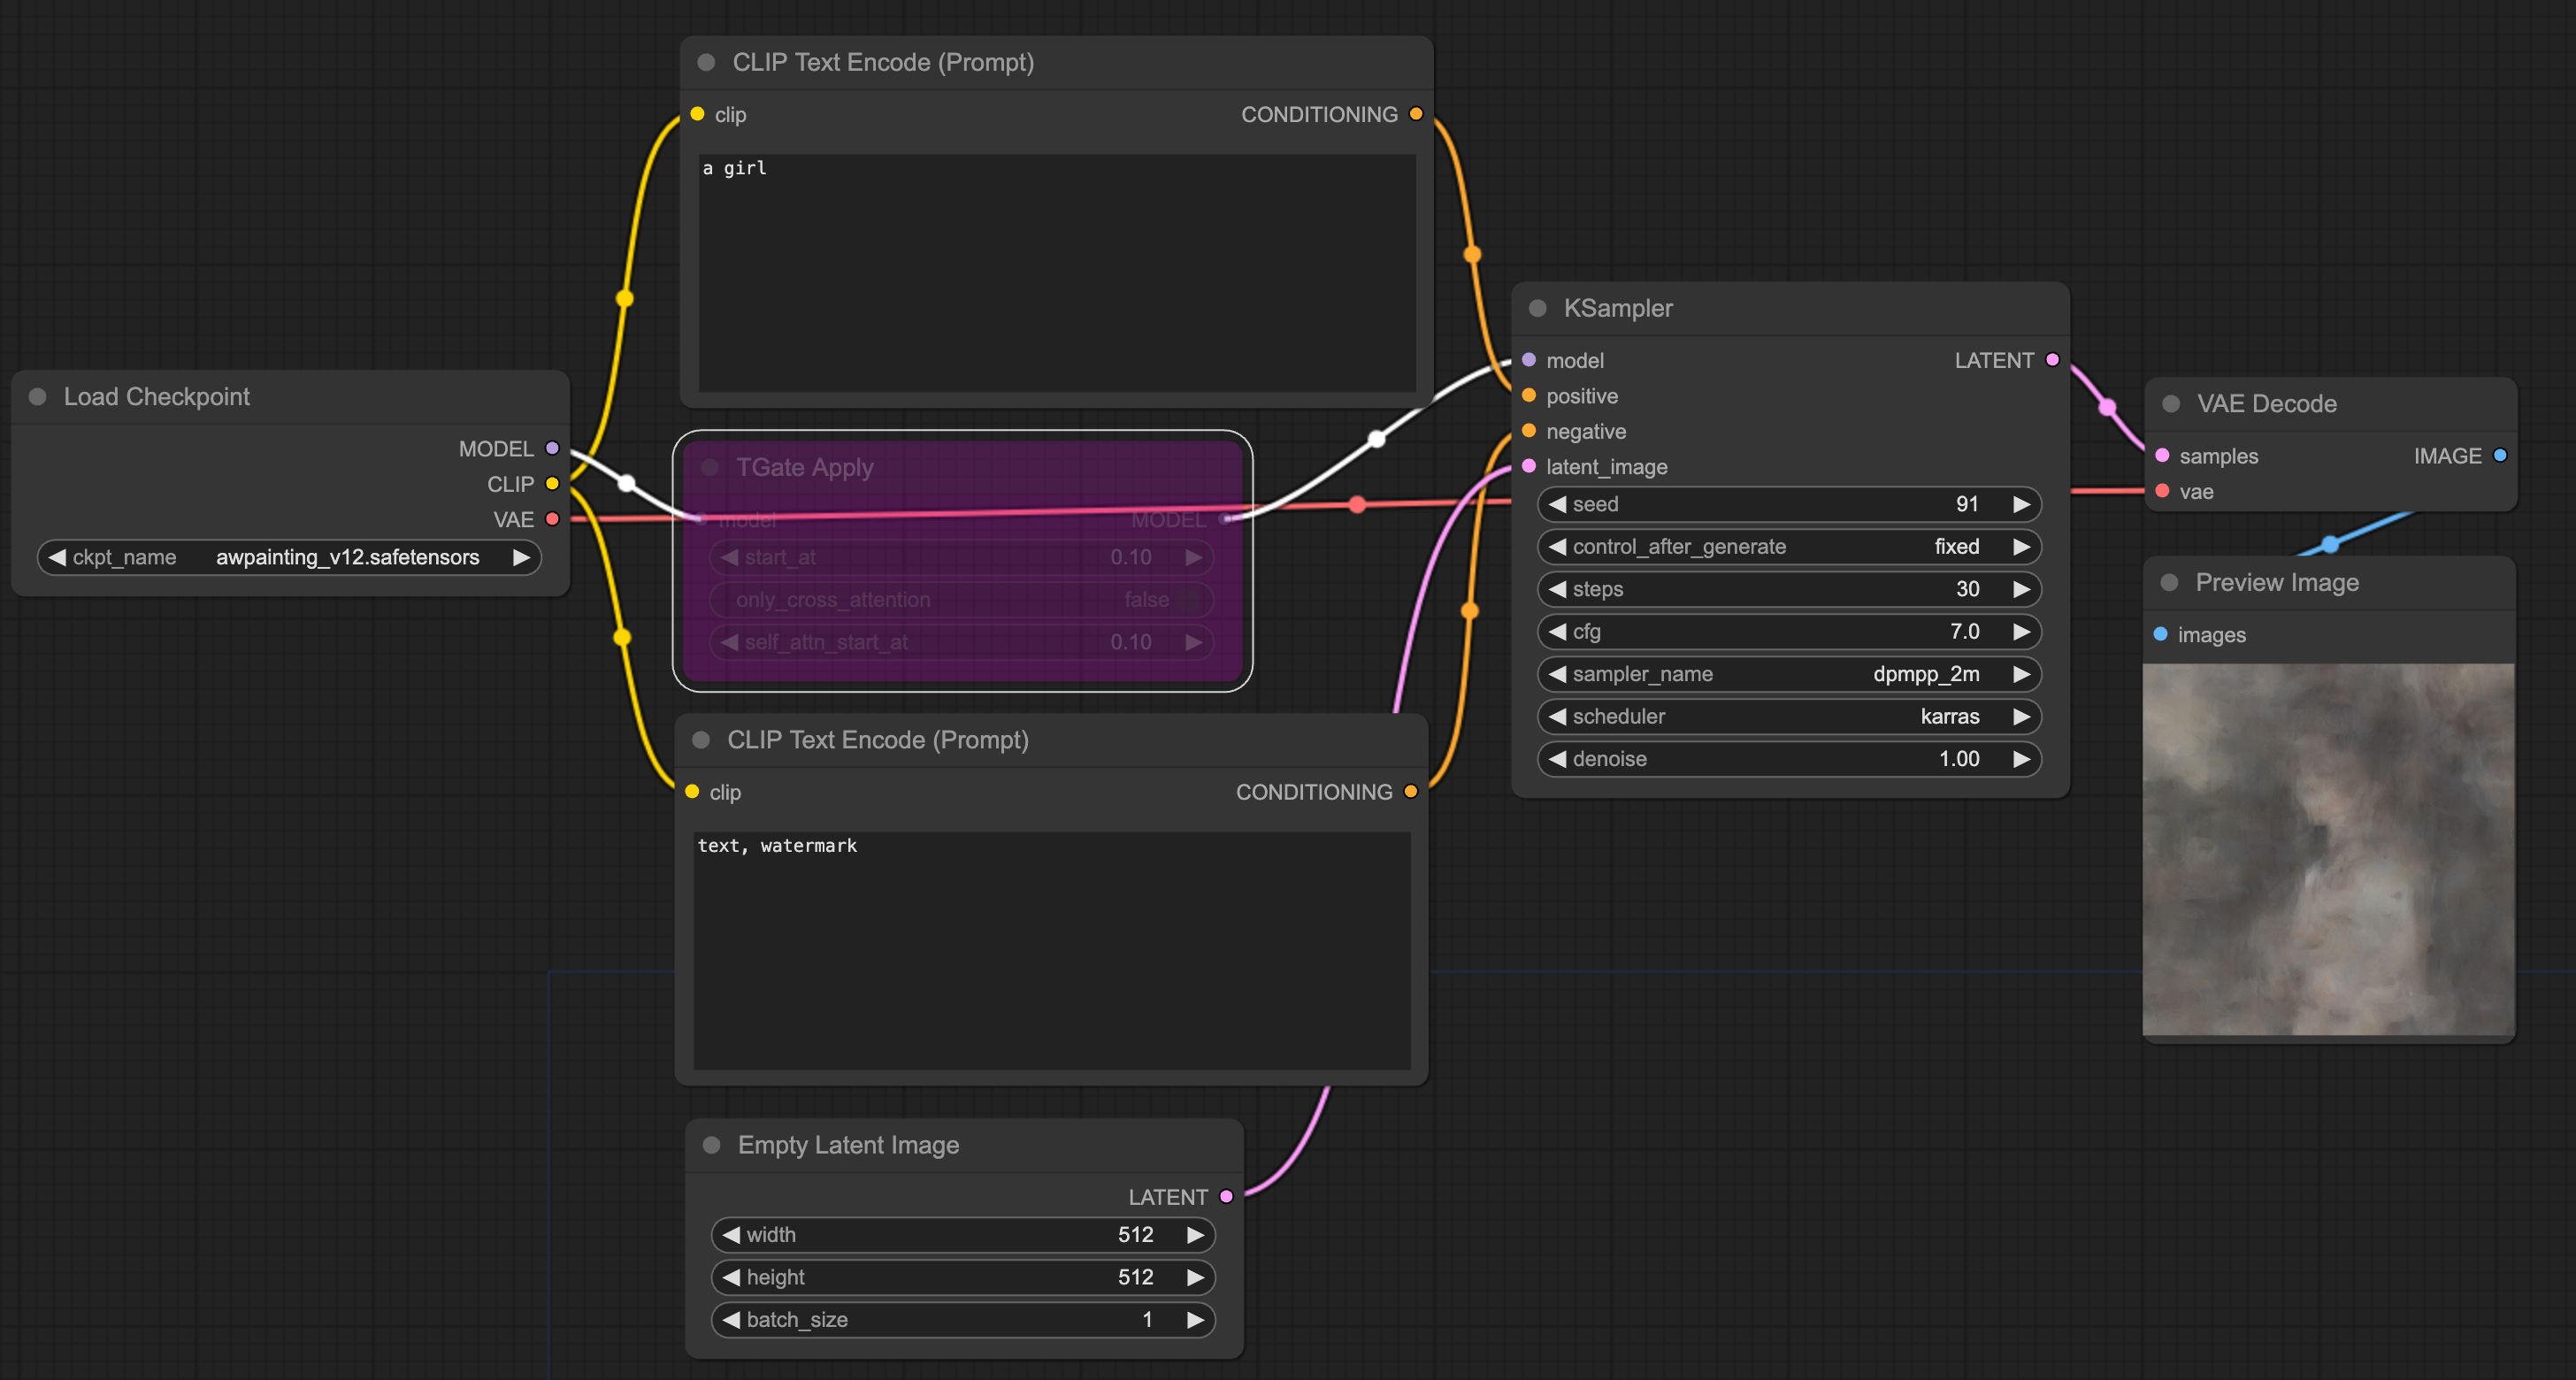 CLIP Text Encode (Prompt)
clip CONDITIONING
a girl
Load Checkpoint
MODEL
CLIP
VAE
ckpt_name awpainting_v12.safetensors
TGate Apply
model MODEL
start_at 0.10
only_cross_attention false
self_attn_start_at 0.10
CLIP Text Encode (Prompt)
clip CONDITIONING
text, watermark
Empty Latent Image
LATENT
width 512
height 512
batch_size 1
KSampler
model LATENT
positive
negative
latent_image
seed 91
control_after_generate fixed
steps 30
cfg 7.0
sampler_name dpmpp_2m
scheduler karras
denoise 1.00
VAE Decode
samples IMAGE
vae
Preview Image
images